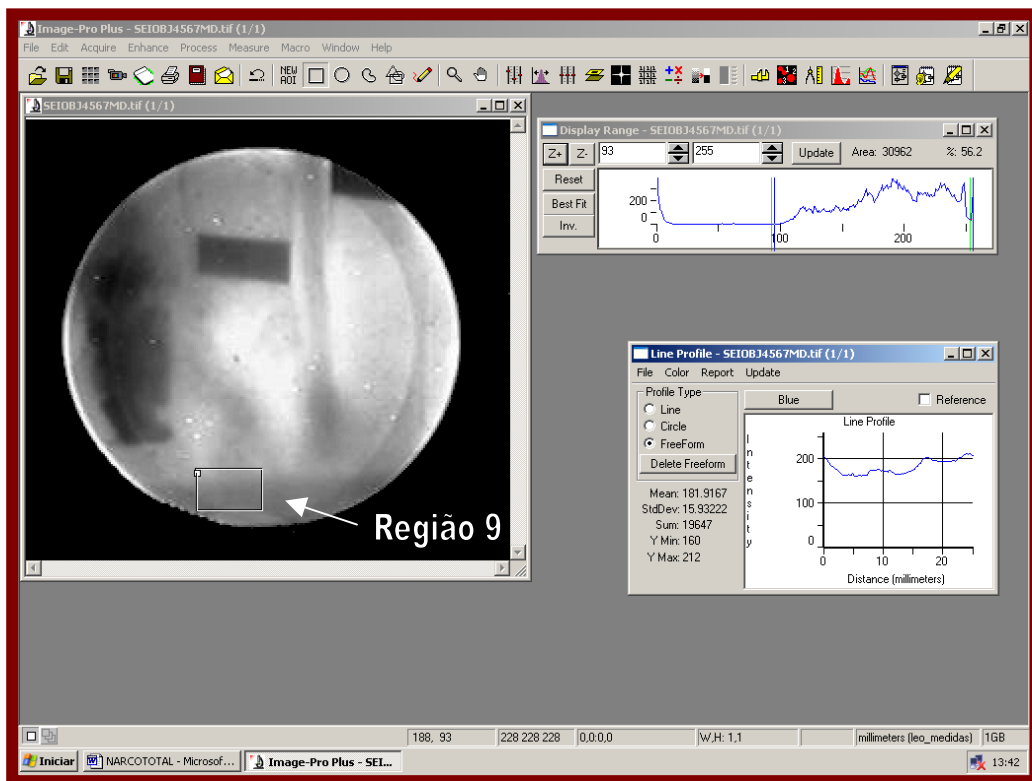 Image-Pro Plus - SEIOBJ4567MD.tif (1/1)
File Edit Acquire Enhance Process Measure Macro Window Help
NEW AOI
SEIOBJ4567MD.tif (1/1)
Região 9
Display Range - SEIOBJ4567MD.tif (1/1)
Z+ Z- 93 255 Update Area: 30962 %: 56.2
Reset
Best Fit
Inv.
200
0
0 100 200
Line Profile - SEIOBJ4567MD.tif (1/1)
File Color Report Update
Profile Type
Line
Circle
FreeForm
Delete Freeform
Mean: 181.9167
StdDev: 15.93222
Sum: 19647
Y Min: 160
Y Max: 212
Blue Reference
Line Profile
Intensity
200
100
0
0 10 20
Distance (millimeters)
188, 93 228 228 228 0,0:0,0 W,H: 1,1 millimeters (leo_medidas) 1GB
Iniciar NARCOTOTAL - Microsof... Image-Pro Plus - SEI... 13:42